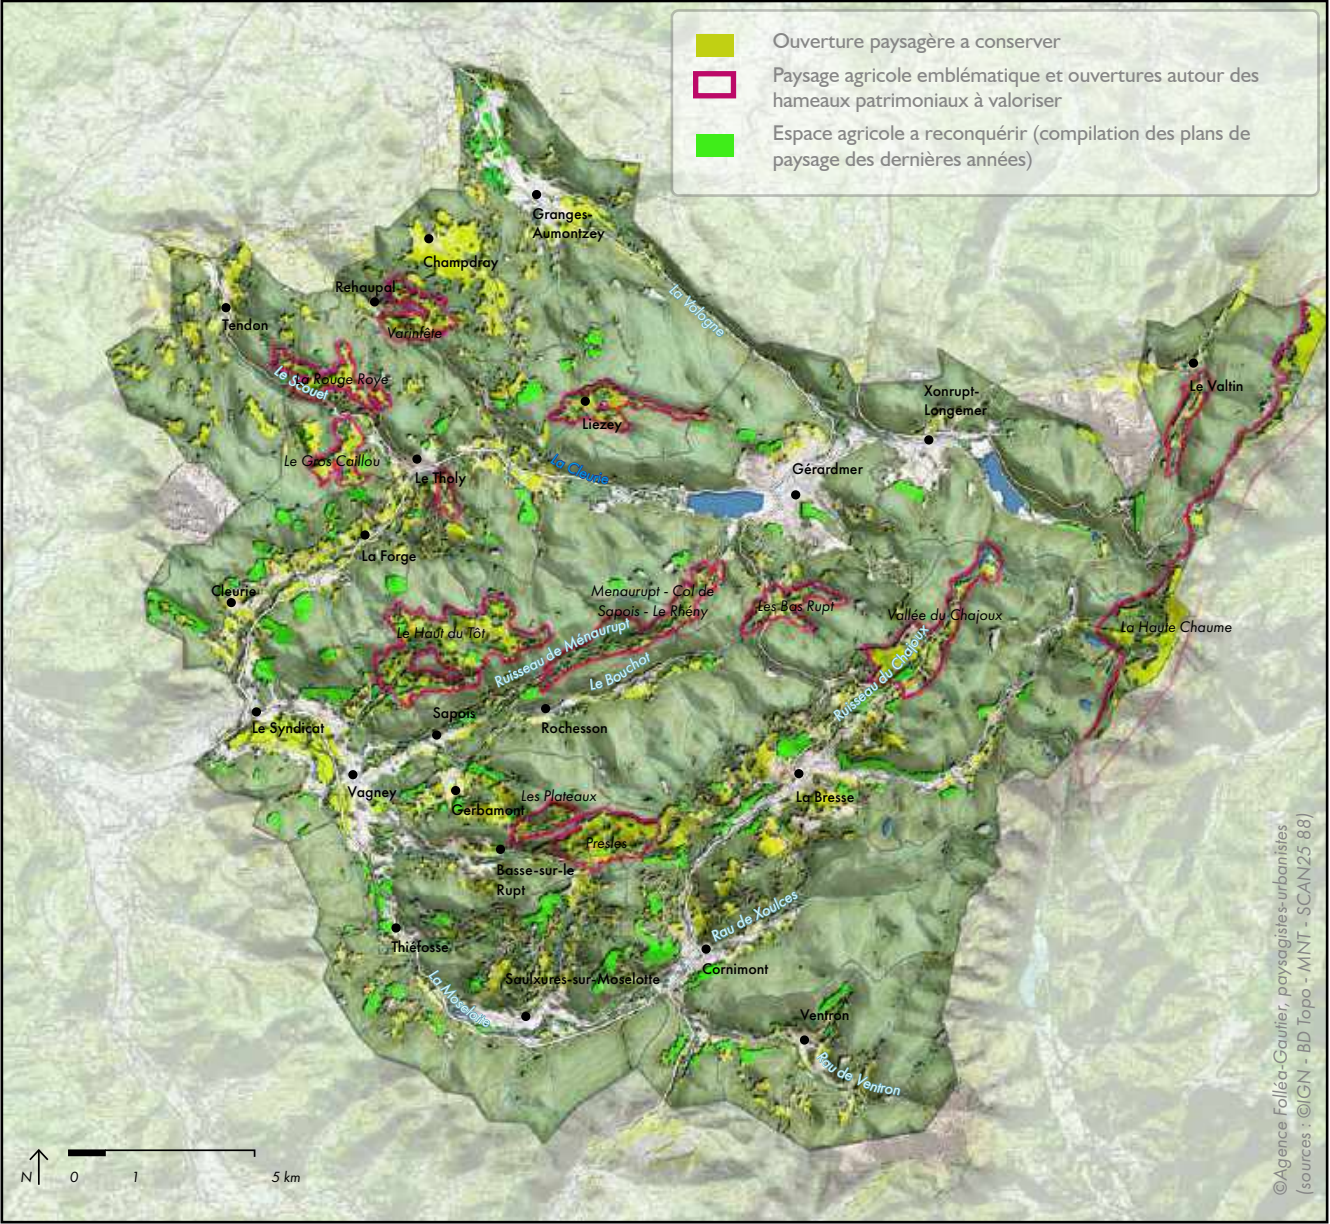 Ouverture paysagère a conserver
Paysage agricole emblématique et ouvertures autour des
hameaux patrimoniaux à valoriser
Espace agricole a reconquérir (compilation des plans de
paysage des dernières années)
Granges-
Aumontzey
Champdray
Rehaupal
Varinfête
Tendon
La Vologne
La Rouge Roye
Le Scouet
Le Valtin
Xonrupt-
Longemer
Liezey
Le Gros Caillou
Le Tholy
La Cleurie
Gérardmer
La Forge
Cleurie
Menaurupt - Col de
Sapois - Le Rhény
Les Bas Rupt
Vallée du Chajoux
La Haute Chaume
Le Haut du Tôt
Ruisseau de Ménaurupt
Le Bouchot
Ruisseau du Chajoux
Sapois
Le Syndicat
Rochesson
Vagney
Gerbamont
Les Plateaux
La Bresse
Presles
Basse-sur-le
Rupt
Rau de Xoulces
Thiéfosse
Cornimont
Saulxures-sur-Moselotte
La Moselotte
Ventron
Rau de Ventron
N
0 1 5 km
©Agence Folléa-Gautier, paysagistes-urbanistes
(sources : ©IGN - BD Topo - MNT - SCAN25 88)